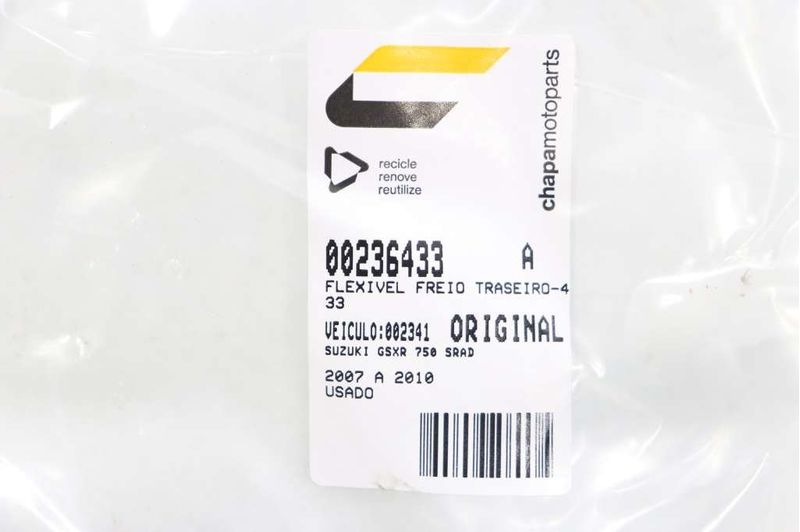 chapamotoparts
recicle
renove
reutilize
00236433 A
FLEXIVEL FREIO TRASEIRO-4
33
VEICULO:002341 ORIGINAL
SUZUKI GSXR 750 SRAD
2007 A 2010
USADO